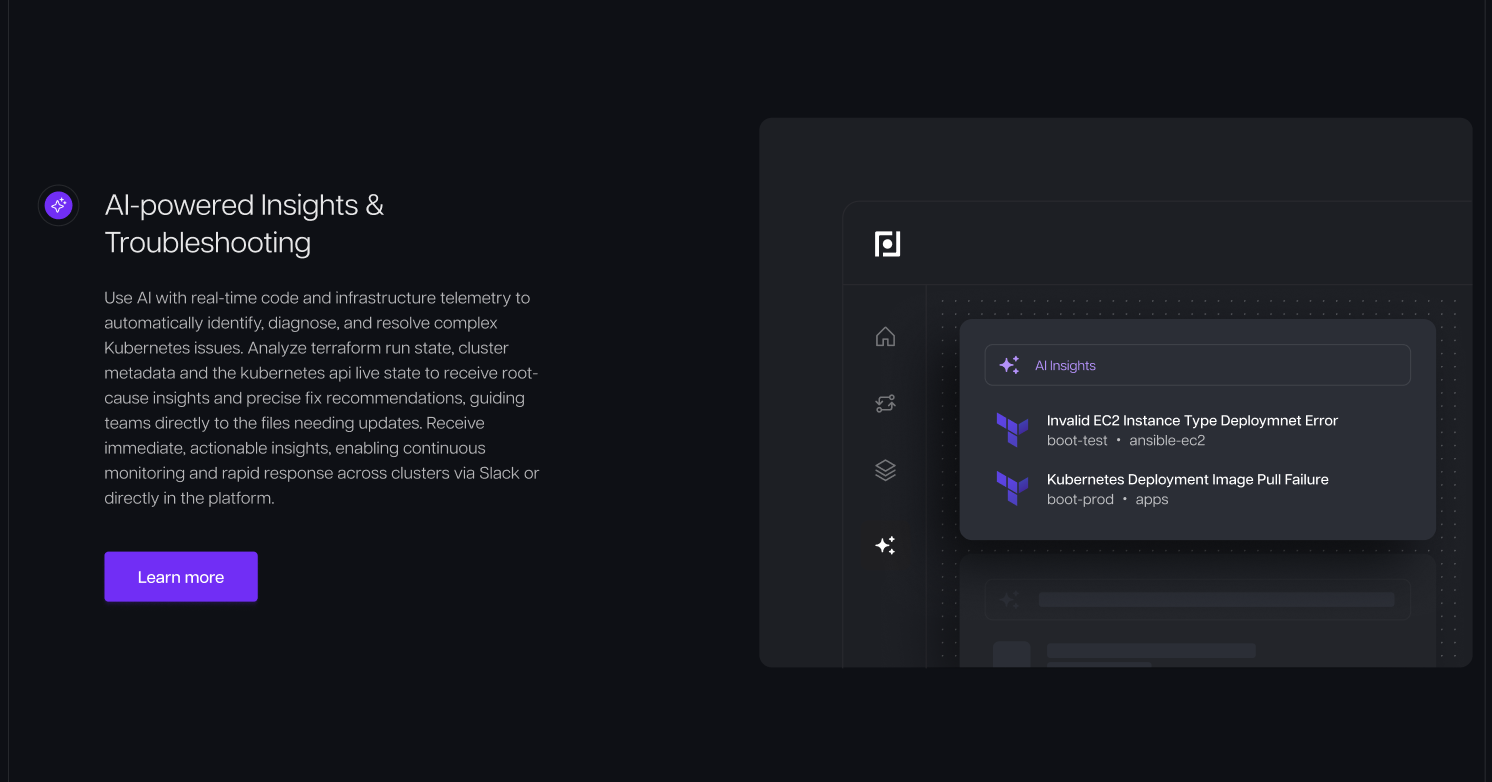 AI-powered Insights &
Troubleshooting
Use AI with real-time code and infrastructure telemetry to
automatically identify, diagnose, and resolve complex
Kubernetes issues. Analyze terraform run state, cluster
metadata and the kubernetes api live state to receive root-
cause insights and precise fix recommendations, guiding
teams directly to the files needing updates. Receive
immediate, actionable insights, enabling continuous
monitoring and rapid response across clusters via Slack or
directly in the platform.
Learn more
AI Insights
Invalid EC2 Instance Type Deploymnet Error
boot-test • ansible-ec2
Kubernetes Deployment Image Pull Failure
boot-prod • apps